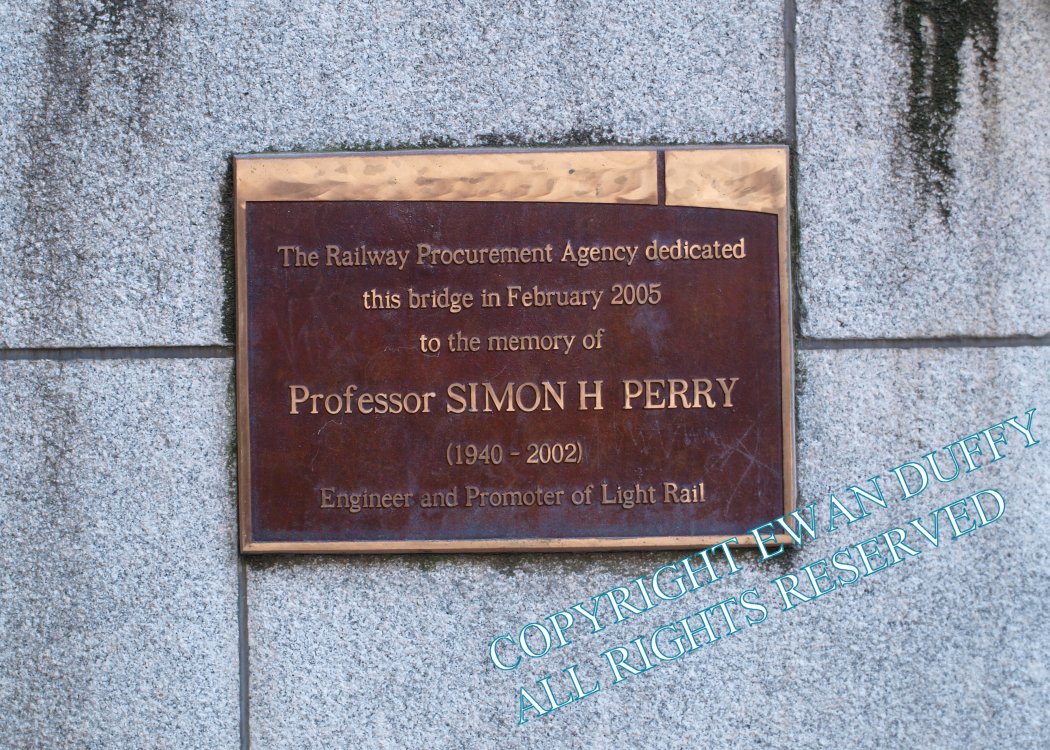 The Railway Procurement Agency dedicated
this bridge in February 2005
to the memory of
Professor SIMON H PERRY
(1940 - 2002)
Engineer and Promoter of Light Rail
COPYRIGHT EWAN DUFFY
ALL RIGHTS RESERVED